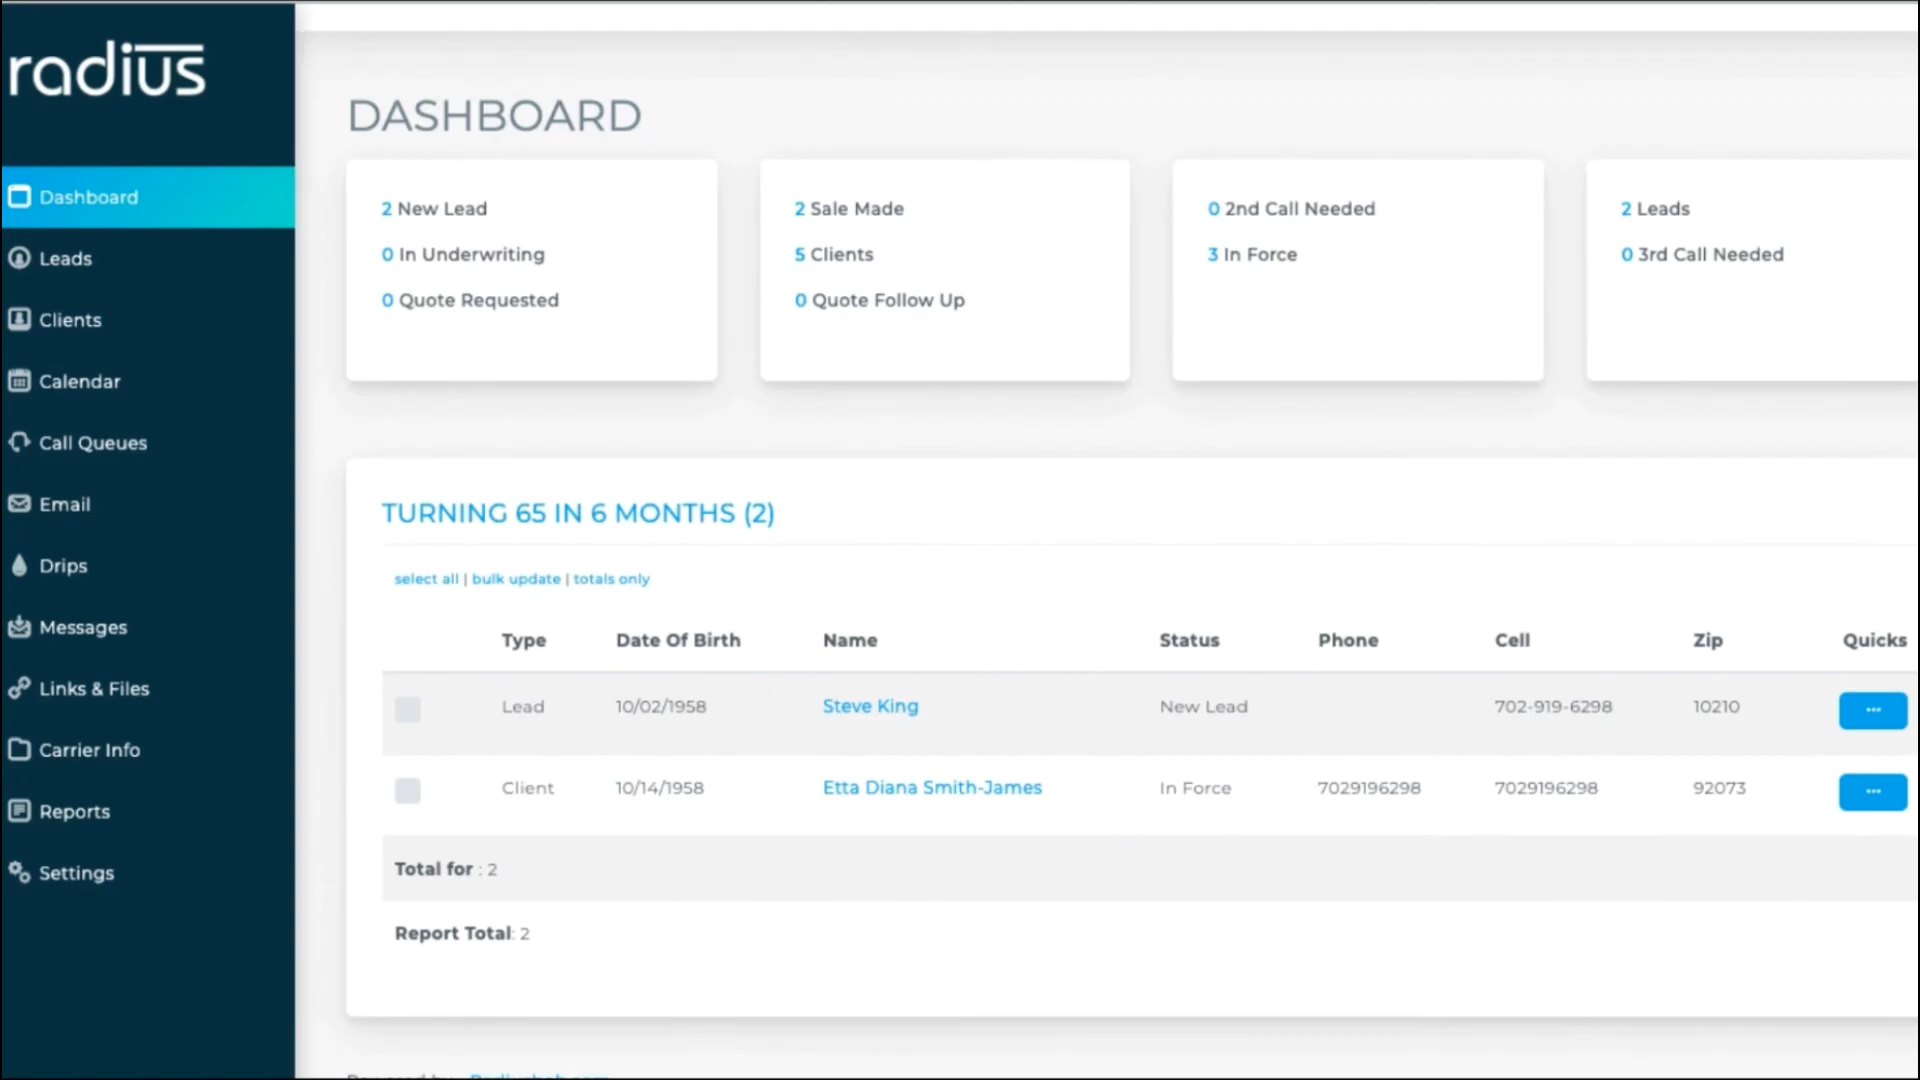 radius
Dashboard
Leads
Clients
Calendar
Call Queues
Email
Drips
Messages
Links & Files
Carrier Info
Reports
Settings
DASHBOARD
2 New Lead
0 In Underwriting
0 Quote Requested
2 Sale Made
5 Clients
0 Quote Follow Up
0 2nd Call Needed
3 In Force
2 Leads
0 3rd Call Needed
TURNING 65 IN 6 MONTHS (2)
select all | bulk update | totals only
Type Date Of Birth Name Status Phone Cell Zip Quicks
Lead 10/02/1958 Steve King New Lead 702-919-6298 10210 ...
Client 10/14/1958 Etta Diana Smith-James In Force 7029196298 7029196298 92073 ...
Total for : 2
Report Total: 2